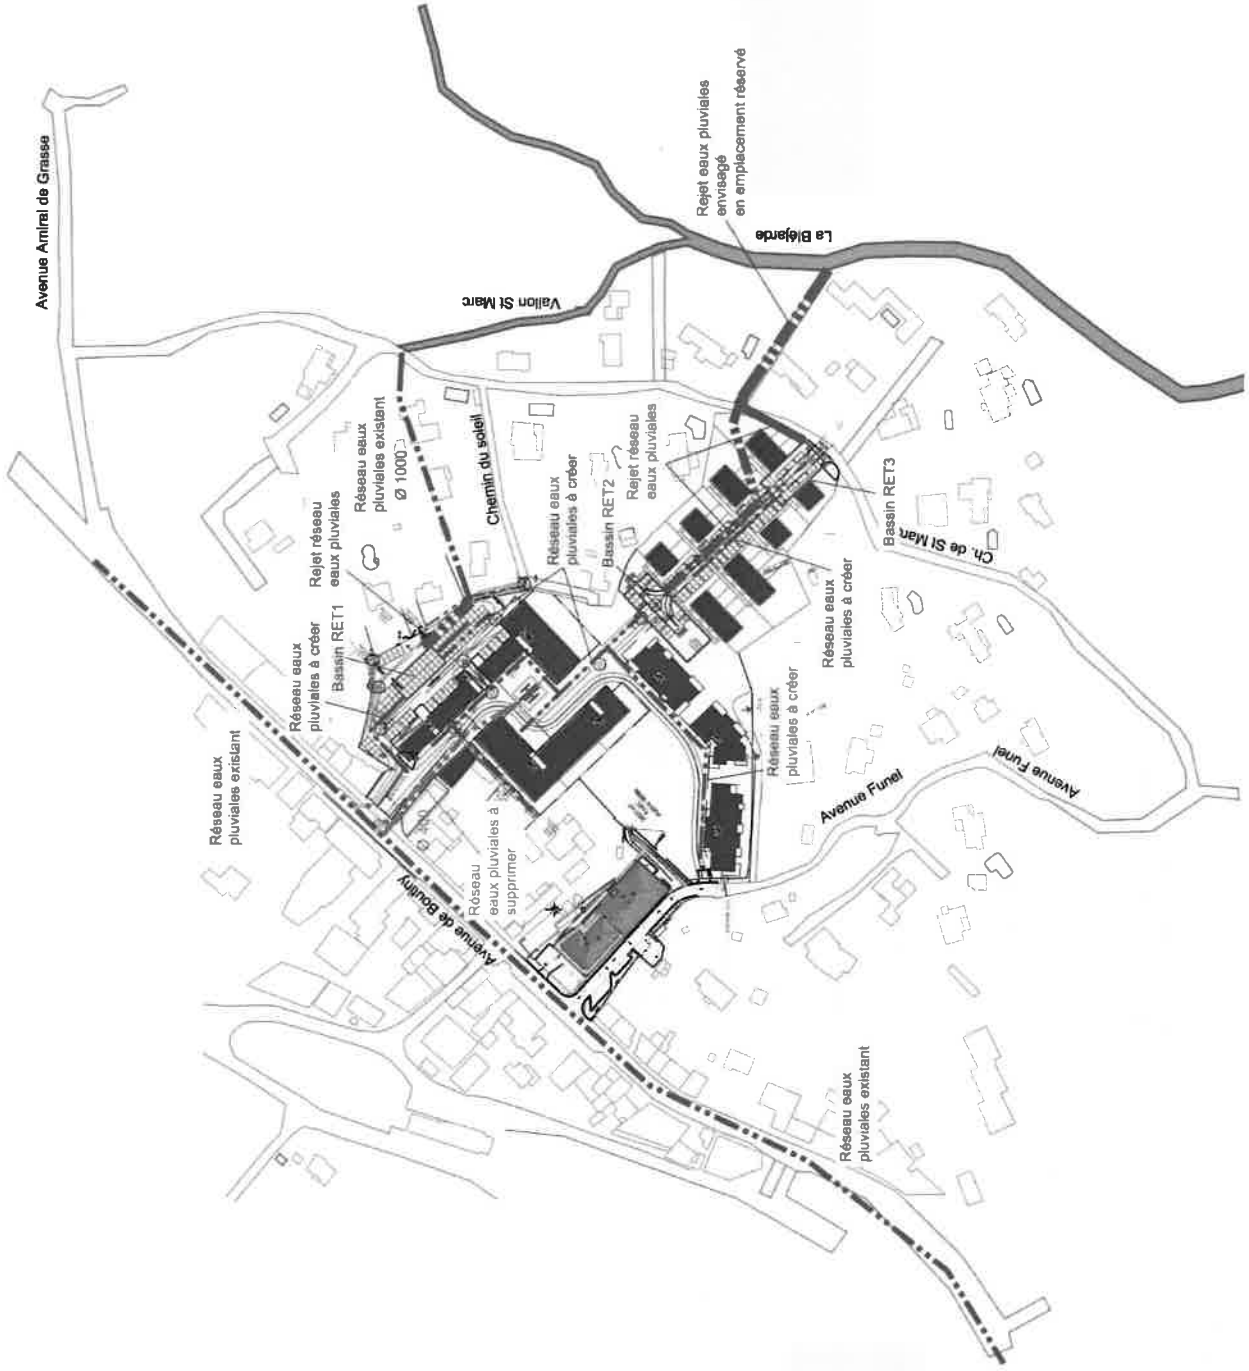 Avenue Amiral de Grasse
Rejet eaux pluviales
envisagé
en emplacement réservé
La Bléjarde
Vallon St Marc
Réseau eaux
pluviales existant
Ø 1000
Rejet réseau
eaux pluviales
Chemin du soleil
Réseau eaux
pluviales à créer
Bassin RET1
Réseau eaux
pluviales à créer
Bassin RET2
Rejet réseau
eaux pluviales
Bassin RET3
Ch. de St Marc
Réseau eaux
pluviales à créer
Réseau eaux
pluviales à créer
Réseau eaux
pluviales existant
Avenue de Boutiny
Réseau
eaux pluviales à
supprimer
Avenue Funel
Avenue Funel
Réseau eaux
pluviales existant